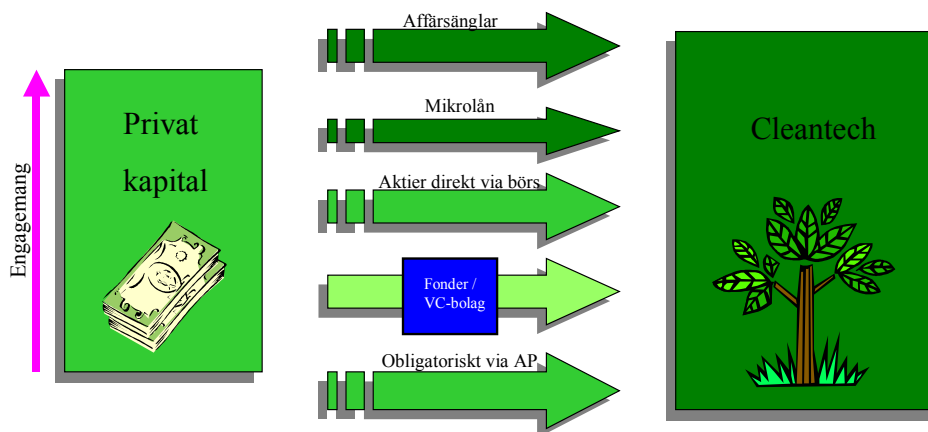 Engagemang
Privat
kapital
Affärsänglar
Mikrolån
Aktier direkt via börs
Fonder /
VC-bolag
Obligatoriskt via AP
Cleantech